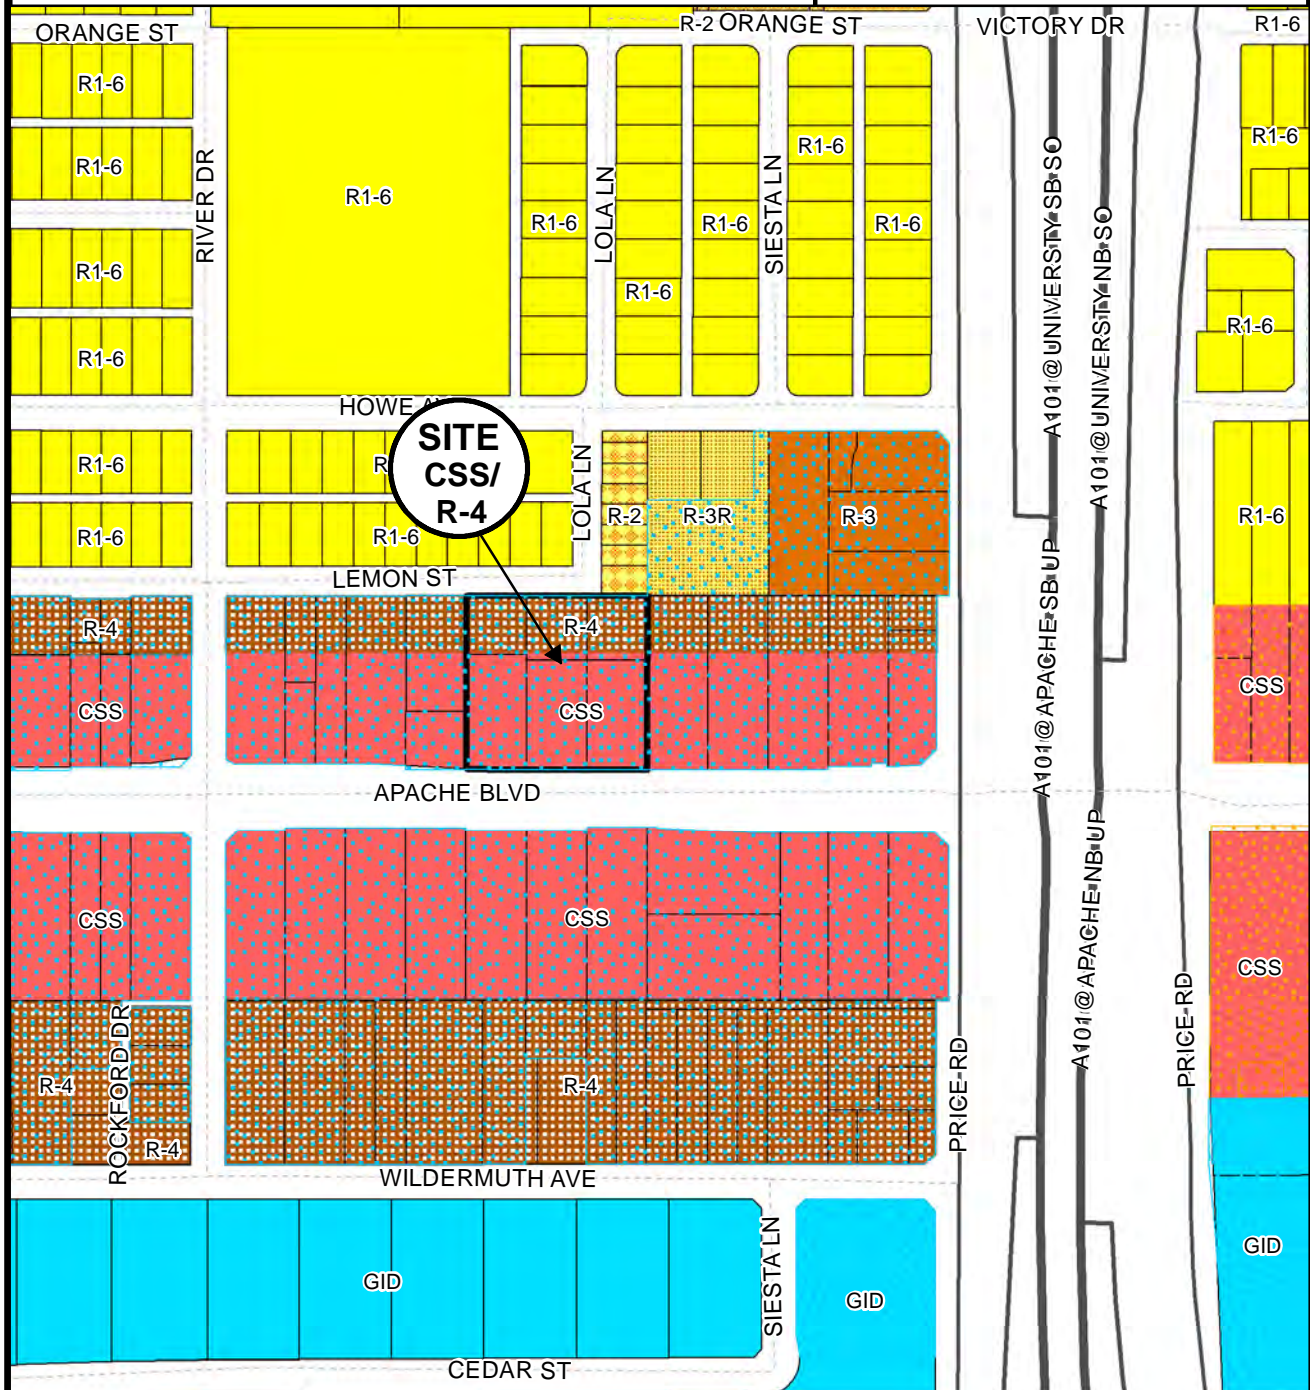 ORANGE ST
R-2
ORANGE ST
VICTORY DR
R1-6
R1-6
R1-6
R1-6
R1-6
RIVER DR
R1-6
R1-6
LOLA LN
R1-6
R1-6
SIESTA LN
R1-6
R1-6
A101@UNIVERSTY SB SO
A101@UNIVERSTY NB SO
R1-6
R1-6
HOWE
SITE
CSS/
R-4
R1-6
R1-6
R1-6
LOLA LN
R-2
R-3R
R-3
R1-6
LEMON ST
R-4
R-4
CSS
CSS
CSS
A101@APACHE SB UP
APACHE BLVD
A101@APACHE NB UP
CSS
CSS
CSS
R-4
ROCKFORD DR
R-4
R-4
PRICE RD
PRICE RD
WILDERMUTH AVE
GID
SIESTA LN
GID
GID
CEDAR ST